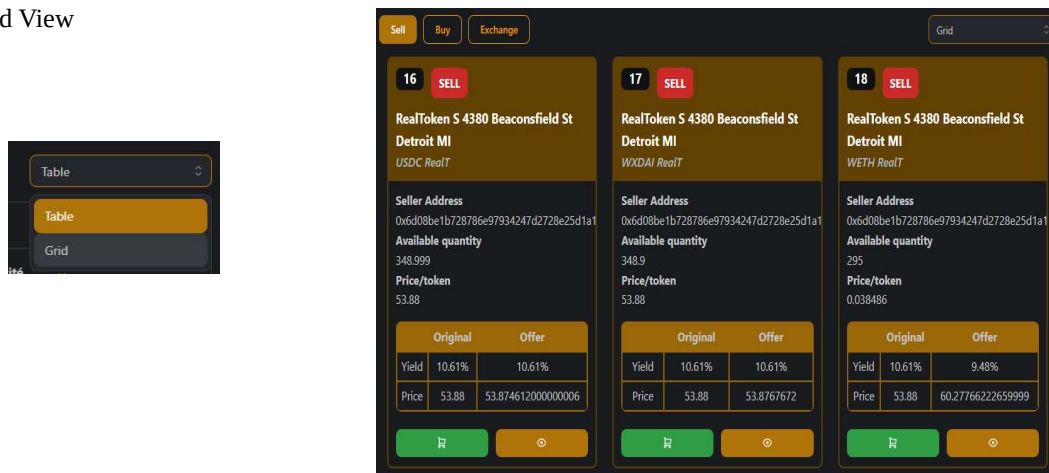 d View
Table
Table
Grid
ité
Sell Buy Exchange
Grid
16 SELL
RealToken S 4380 Beaconsfield St
Detroit MI
USDC RealT
Seller Address
0x6d08be1b728786e97934247d2728e25d1a1
Available quantity
348.999
Price/token
53.88
Original Offer
Yield 10.61% 10.61%
Price 53.88 53.874612000000006
17 SELL
RealToken S 4380 Beaconsfield St
Detroit MI
WXDAI RealT
Seller Address
0x6d08be1b728786e97934247d2728e25d1a1
Available quantity
348.9
Price/token
53.88
Original Offer
Yield 10.61% 10.61%
Price 53.88 53.8767672
18 SELL
RealToken S 4380 Beaconsfield St
Detroit MI
WETH RealT
Seller Address
0x6d08be1b728786e97934247d2728e25d1a1
Available quantity
295
Price/token
0.038486
Original Offer
Yield 10.61% 9.48%
Price 53.88 60.27766222659999